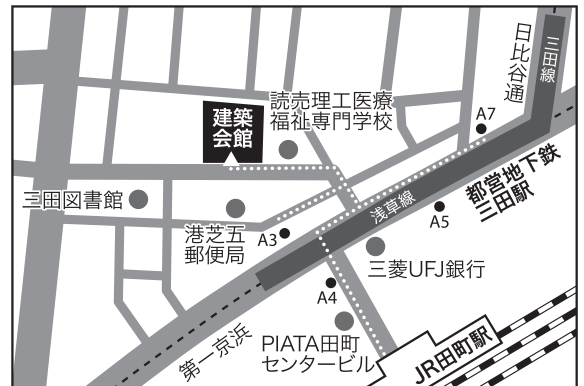 三田線
日比谷通
読売理工医療
福祉専門学校
建築
会館
A7
都営地下鉄
三田駅
三田図書館
浅草線
A5
港芝五
郵便局
A3
三菱UFJ銀行
A4
第一京浜
PIATA田町
センタービル
JR田町駅